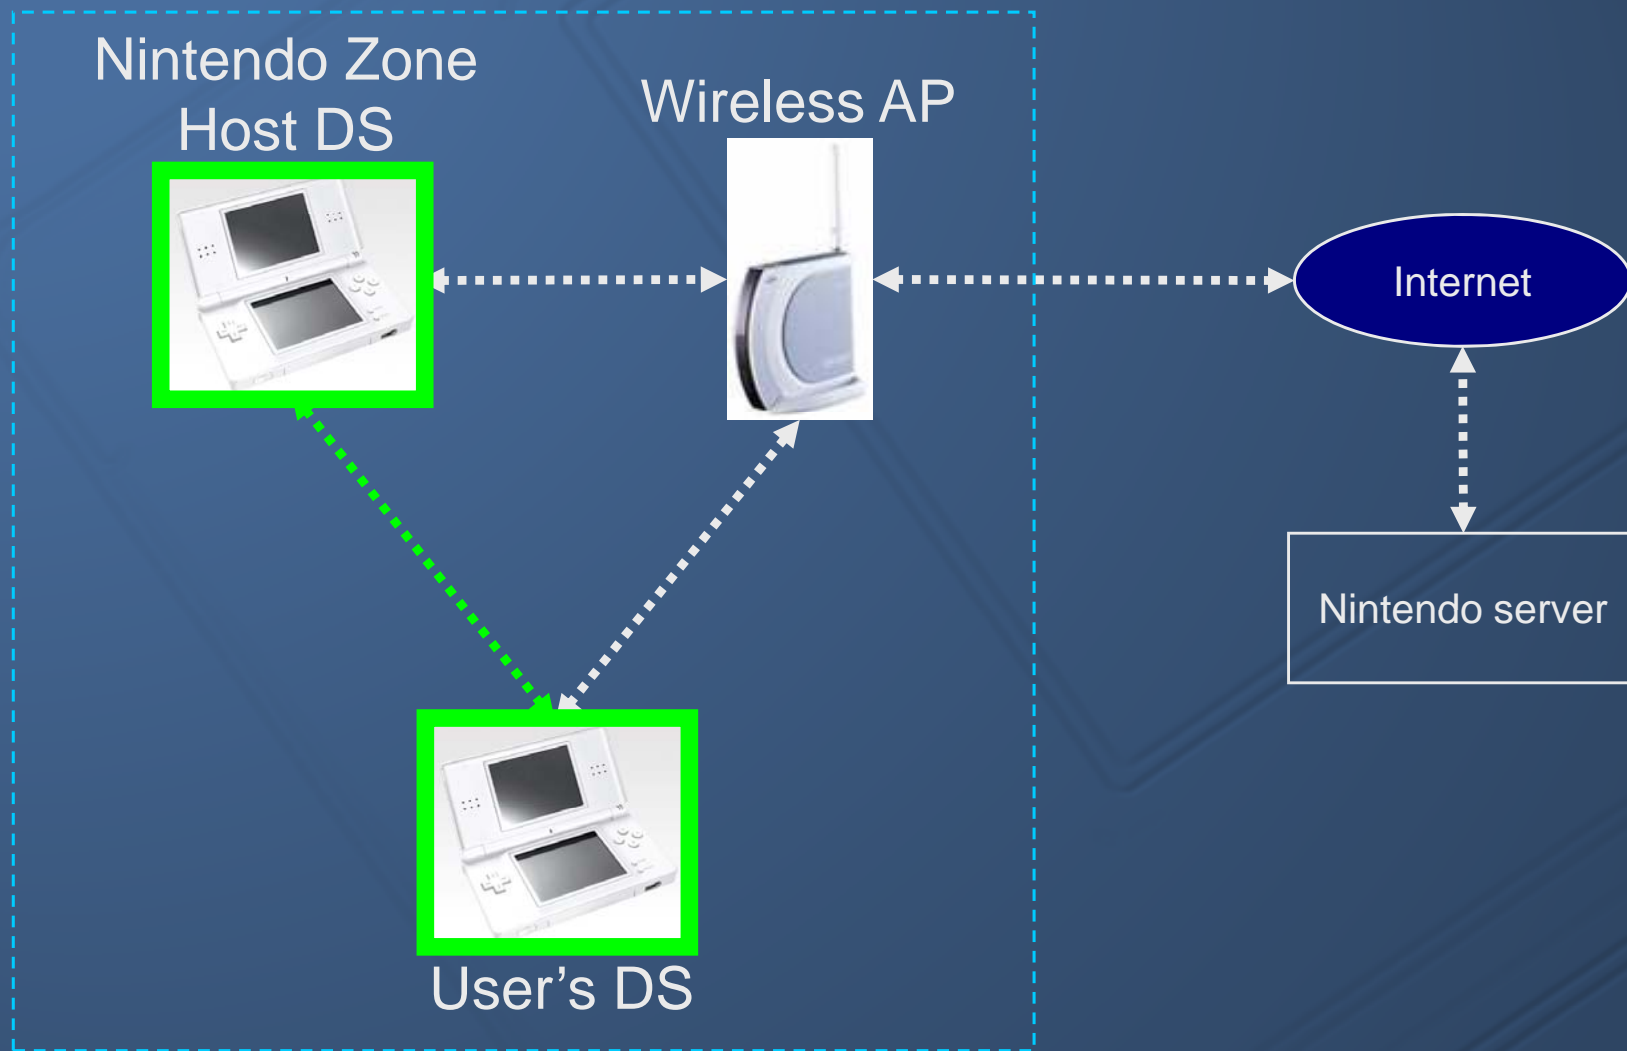 Nintendo Zone
Host DS
Wireless AP
Internet
Nintendo server
User’s DS